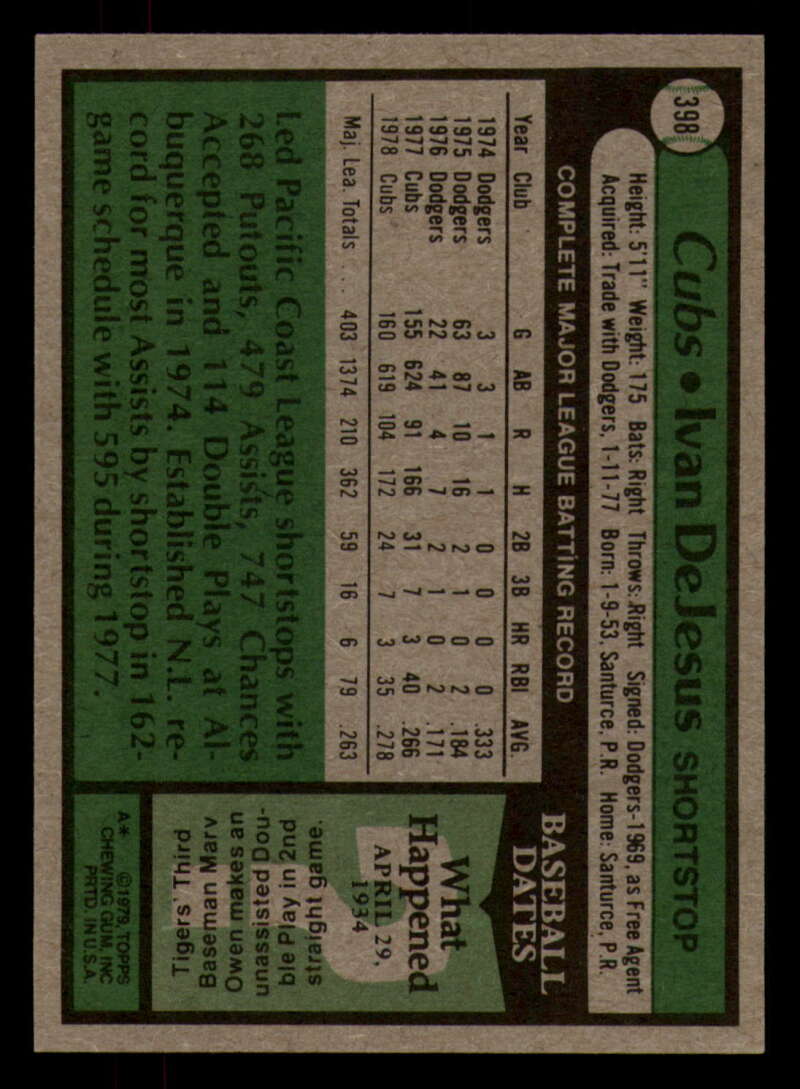 398
Cubs • Ivan DeJesus SHORTSTOP
Height: 5'11" Weight: 175 Bats: Right Throws: Right Signed: Dodgers-1969, as Free Agent
Acquired: Trade with Dodgers, 1-11-77 Born: 1-9-53, Santurce, P.R. Home: Santurce, P.R.
COMPLETE MAJOR LEAGUE BATTING RECORD
Year Club G AB R H 2B 3B HR RBI AVG.
1974 Dodgers 3 3 1 1 0 0 0 0 .333
1975 Dodgers 63 87 10 16 2 1 0 2 .184
1976 Dodgers 22 41 4 7 2 1 0 2 .171
1977 Cubs 155 624 91 166 31 7 3 40 .266
1978 Cubs 160 619 104 172 24 7 3 35 .278
Maj. Lea. Totals .... 403 1374 210 362 59 16 6 79 .263
Led Pacific Coast League shortstops with
268 Putouts, 479 Assists, 747 Chances
Accepted and 114 Double Plays at Al-
buquerque in 1974. Established N.L. re-
cord for most Assists by shortstop in 162-
game schedule with 595 during 1977.
BASEBALL
DATES
What
Happened
APRIL 29,
1934
Tigers' Third
Baseman Marv
Owen makes an
unassisted Dou-
ble Play in 2nd
straight game.
A* ©1979, TOPPS
CHEWING GUM, INC
PRTD. IN U.S.A.